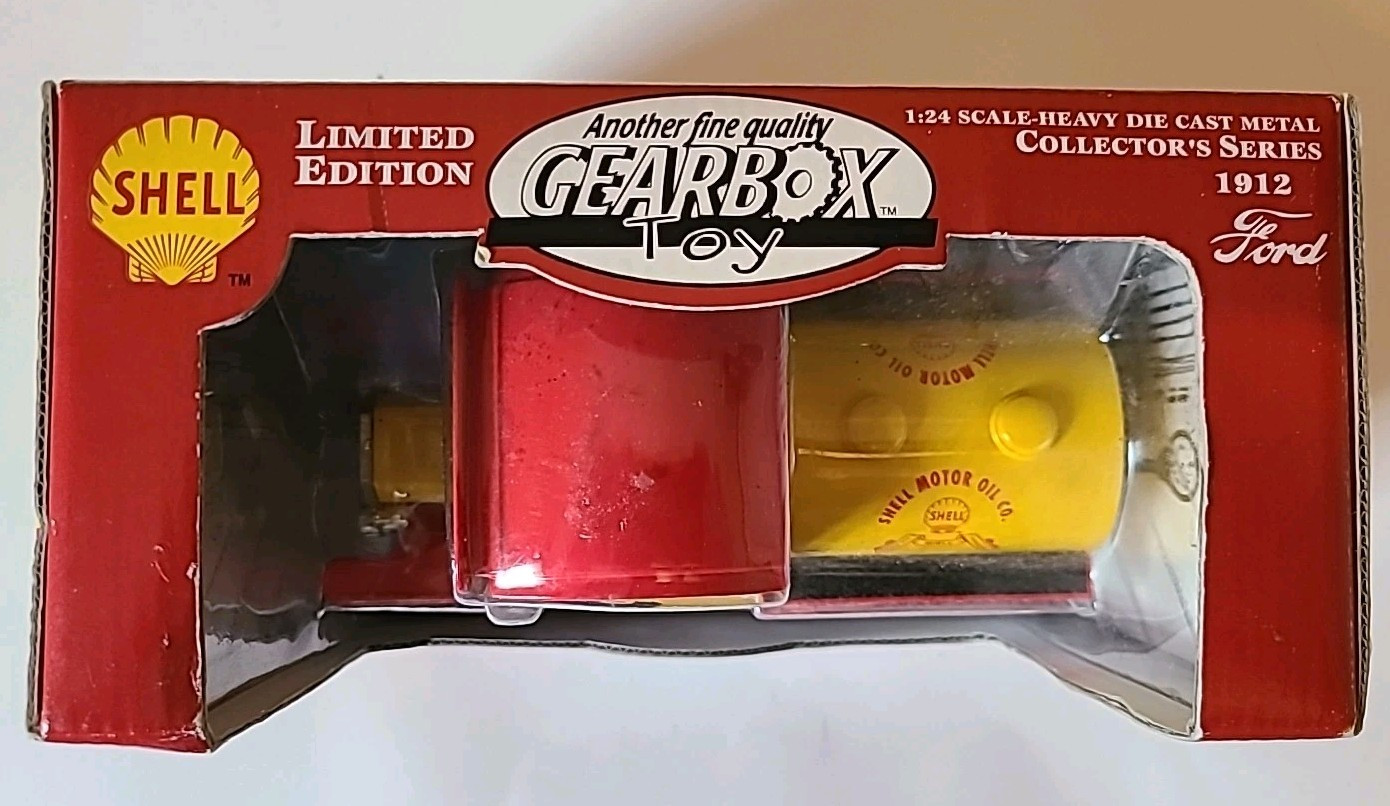 SHELL
TM
LIMITED
EDITION
Another fine quality
GEARBOX
TM
Toy
1:24 SCALE-HEAVY DIE CAST METAL
COLLECTOR'S SERIES
1912
Ford
MOTOR OIL CO
SHELL MOTOR OIL CO.
SHELL